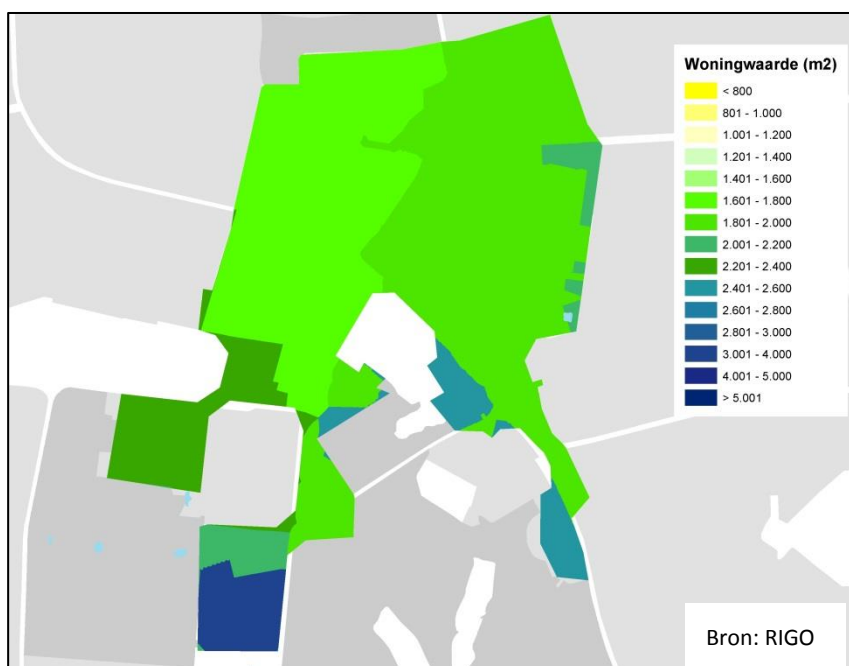 Woningwaarde (m2)
< 800
801 - 1.000
1.001 - 1.200
1.201 - 1.400
1.401 - 1.600
1.601 - 1.800
1.801 - 2.000
2.001 - 2.200
2.201 - 2.400
2.401 - 2.600
2.601 - 2.800
2.801 - 3.000
3.001 - 4.000
4.001 - 5.000
> 5.001
Bron: RIGO